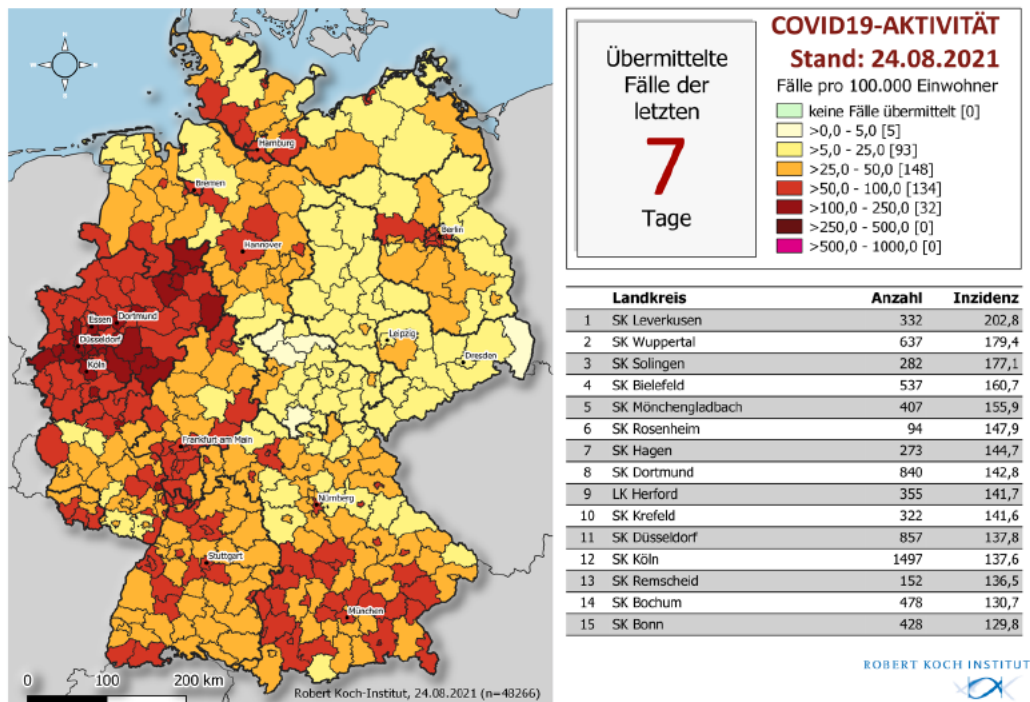 Hamburg
Bremen
Berlin
Hannover
Essen
Dortmund
Düsseldorf
Köln
Leipzig
Dresden
Frankfurt am Main
Nürnberg
Stuttgart
München
0 100 200 km
Robert Koch-Institut, 24.08.2021 (n=48266)
Übermittelte
Fälle der
letzten
7
Tage
COVID19-AKTIVITÄT
Stand: 24.08.2021
Fälle pro 100.000 Einwohner
keine Fälle übermittelt [0]
>0,0 - 5,0 [5]
>5,0 - 25,0 [93]
>25,0 - 50,0 [148]
>50,0 - 100,0 [134]
>100,0 - 250,0 [32]
>250,0 - 500,0 [0]
>500,0 - 1000,0 [0]
Landkreis Anzahl Inzidenz
1 SK Leverkusen 332 202,8
2 SK Wuppertal 637 179,4
3 SK Solingen 282 177,1
4 SK Bielefeld 537 160,7
5 SK Mönchengladbach 407 155,9
6 SK Rosenheim 94 147,9
7 SK Hagen 273 144,7
8 SK Dortmund 840 142,8
9 LK Herford 355 141,7
10 SK Krefeld 322 141,6
11 SK Düsseldorf 857 137,8
12 SK Köln 1497 137,6
13 SK Remscheid 152 136,5
14 SK Bochum 478 130,7
15 SK Bonn 428 129,8
ROBERT KOCH INSTITUT